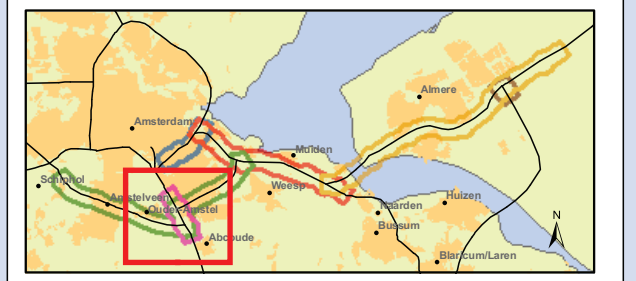 Almere
Amsterdam
Muiden
Schiphol
Weesp
Amstelveen
Huizen
Naarden
Ouder-Amstel
N
Bussum
Abcoude
Blaricum/Laren